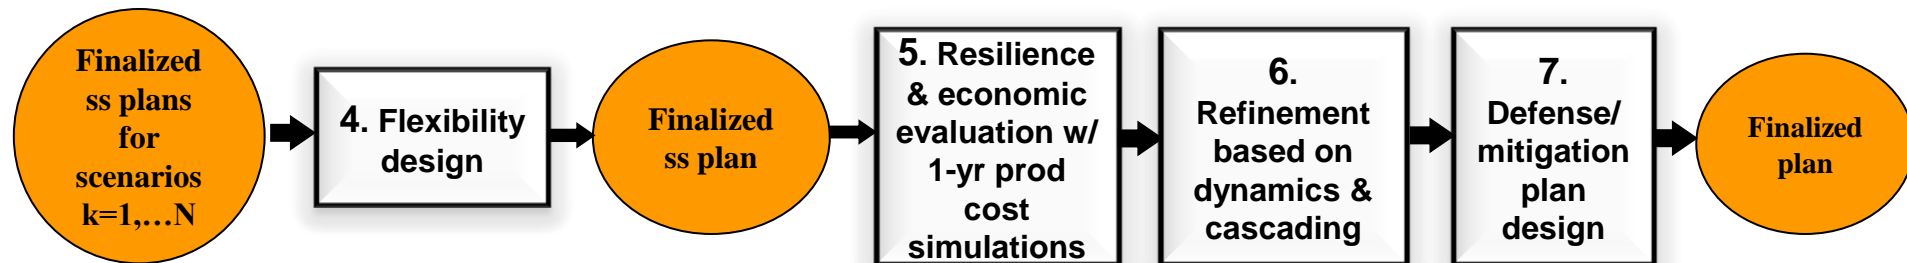 Finalized
ss plans
for
scenarios
k=1,…N
4. Flexibility
design
Finalized
ss plan
5. Resilience
& economic
evaluation w/
1-yr prod
cost
simulations
6.
Refinement
based on
dynamics &
cascading
7.
Defense/
mitigation
plan
design
Finalized
plan